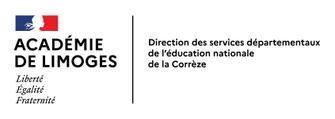 ACADÉMIE
DE LIMOGES
Liberté
Égalité
Fraternité
Direction des services départementaux
de l'éducation nationale
de la Corrèze